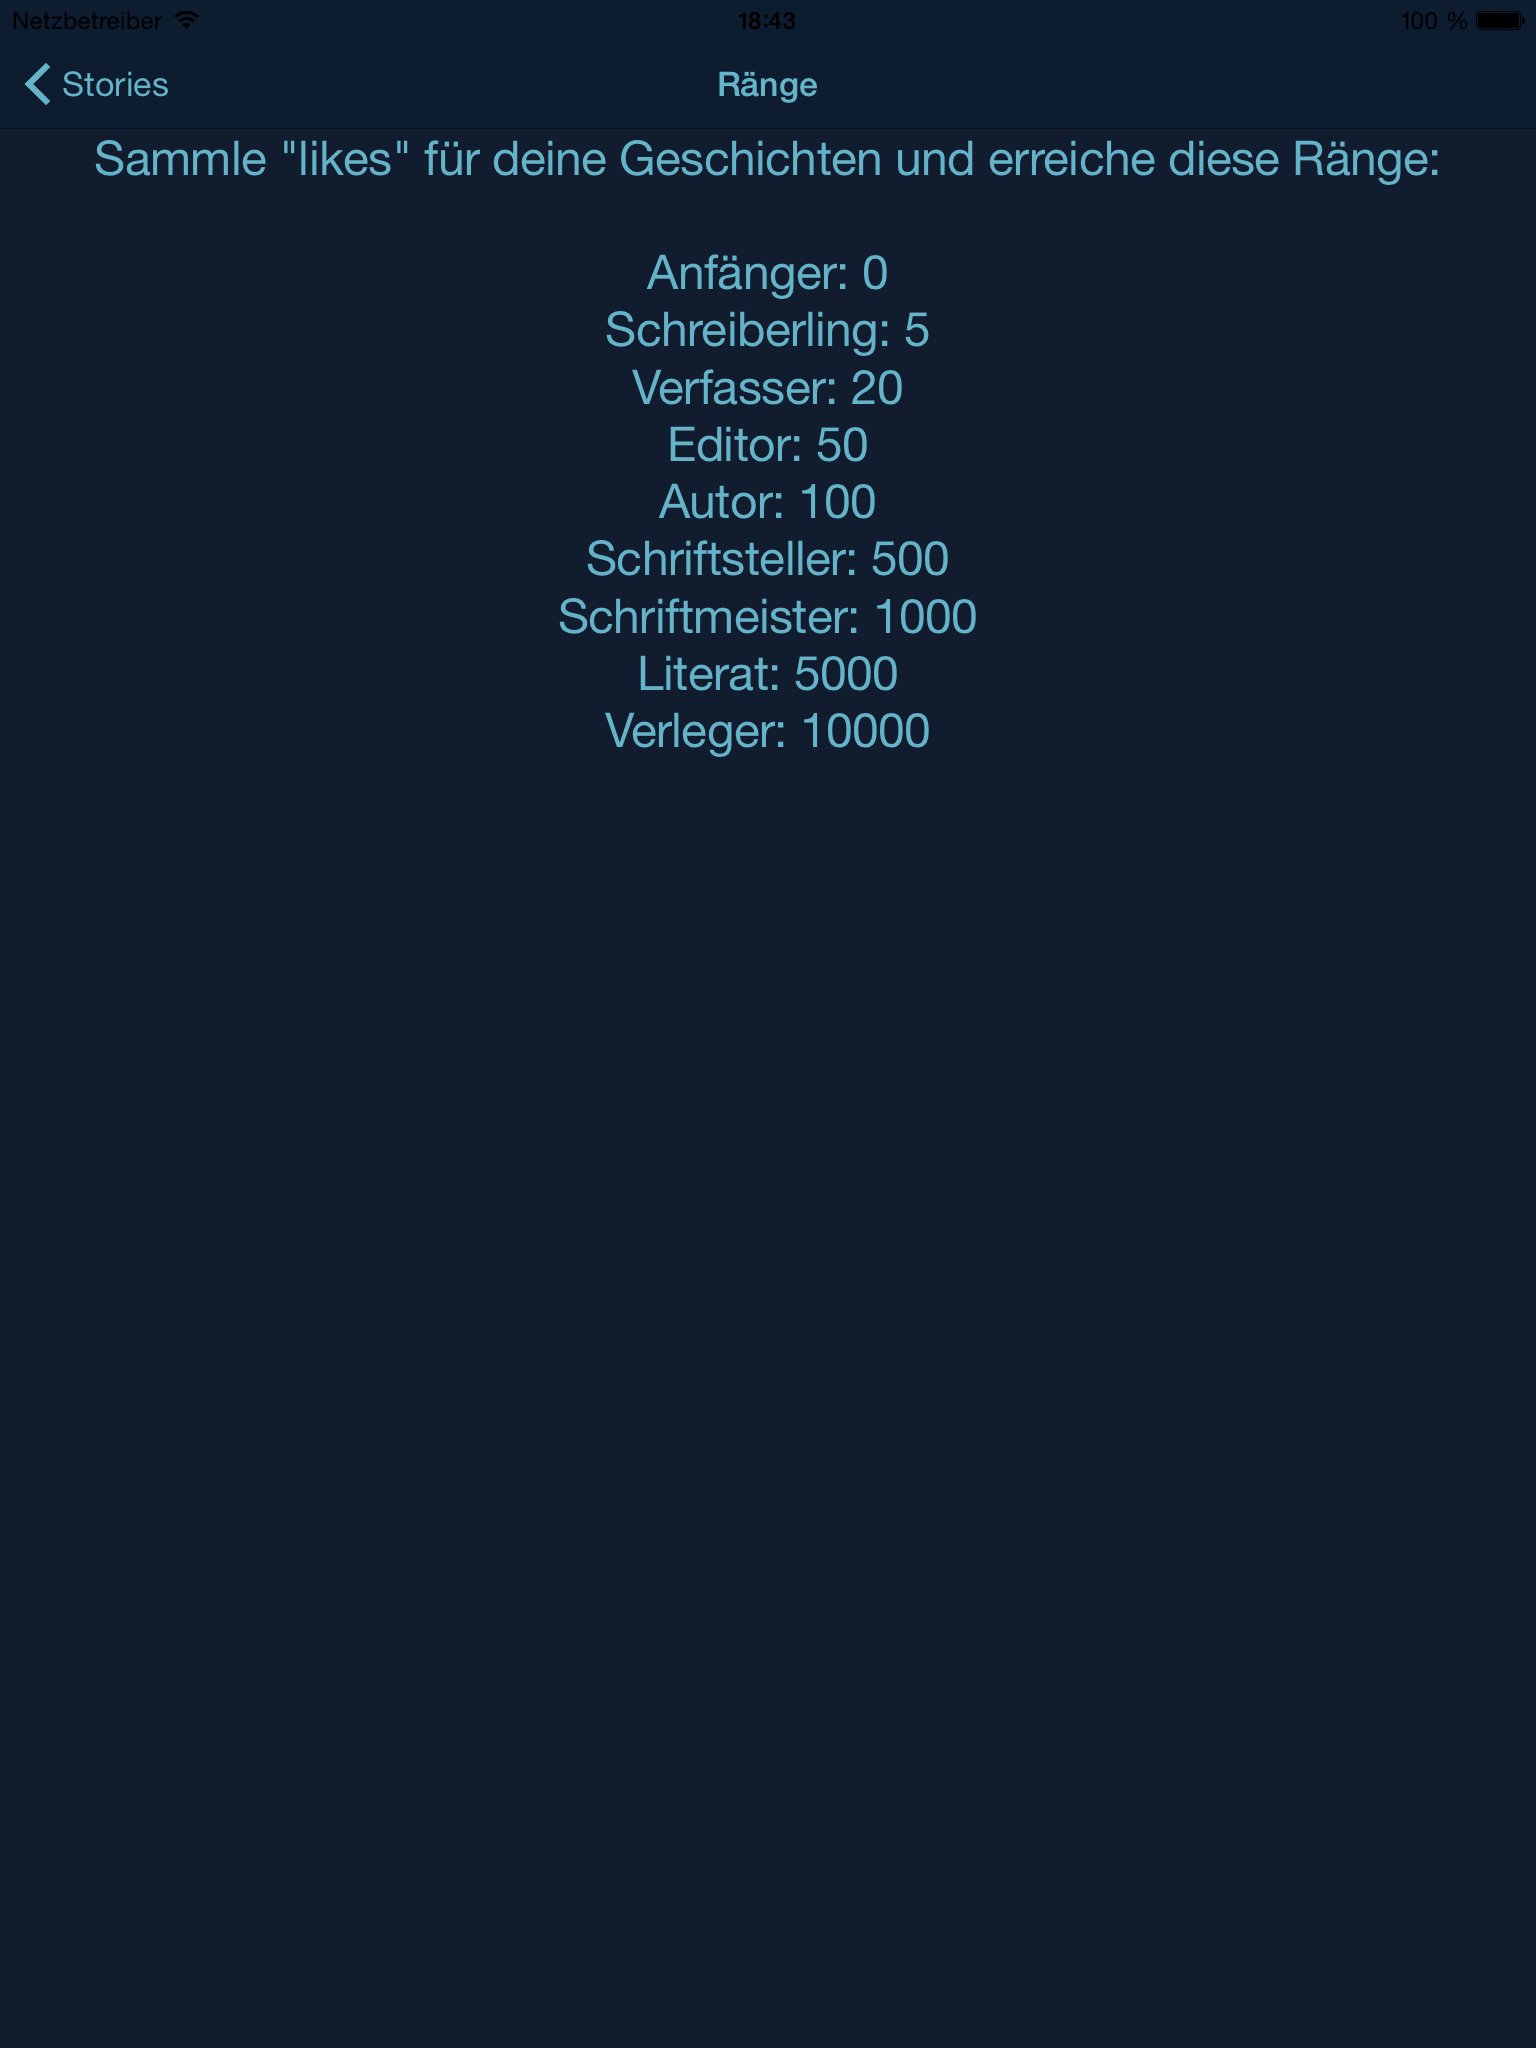 Netzbetreiber 18:43 100 %
Stories Ränge
Sammle "likes" für deine Geschichten und erreiche diese Ränge:
Anfänger: 0
Schreiberling: 5
Verfasser: 20
Editor: 50
Autor: 100
Schriftsteller: 500
Schriftmeister: 1000
Literat: 5000
Verleger: 10000